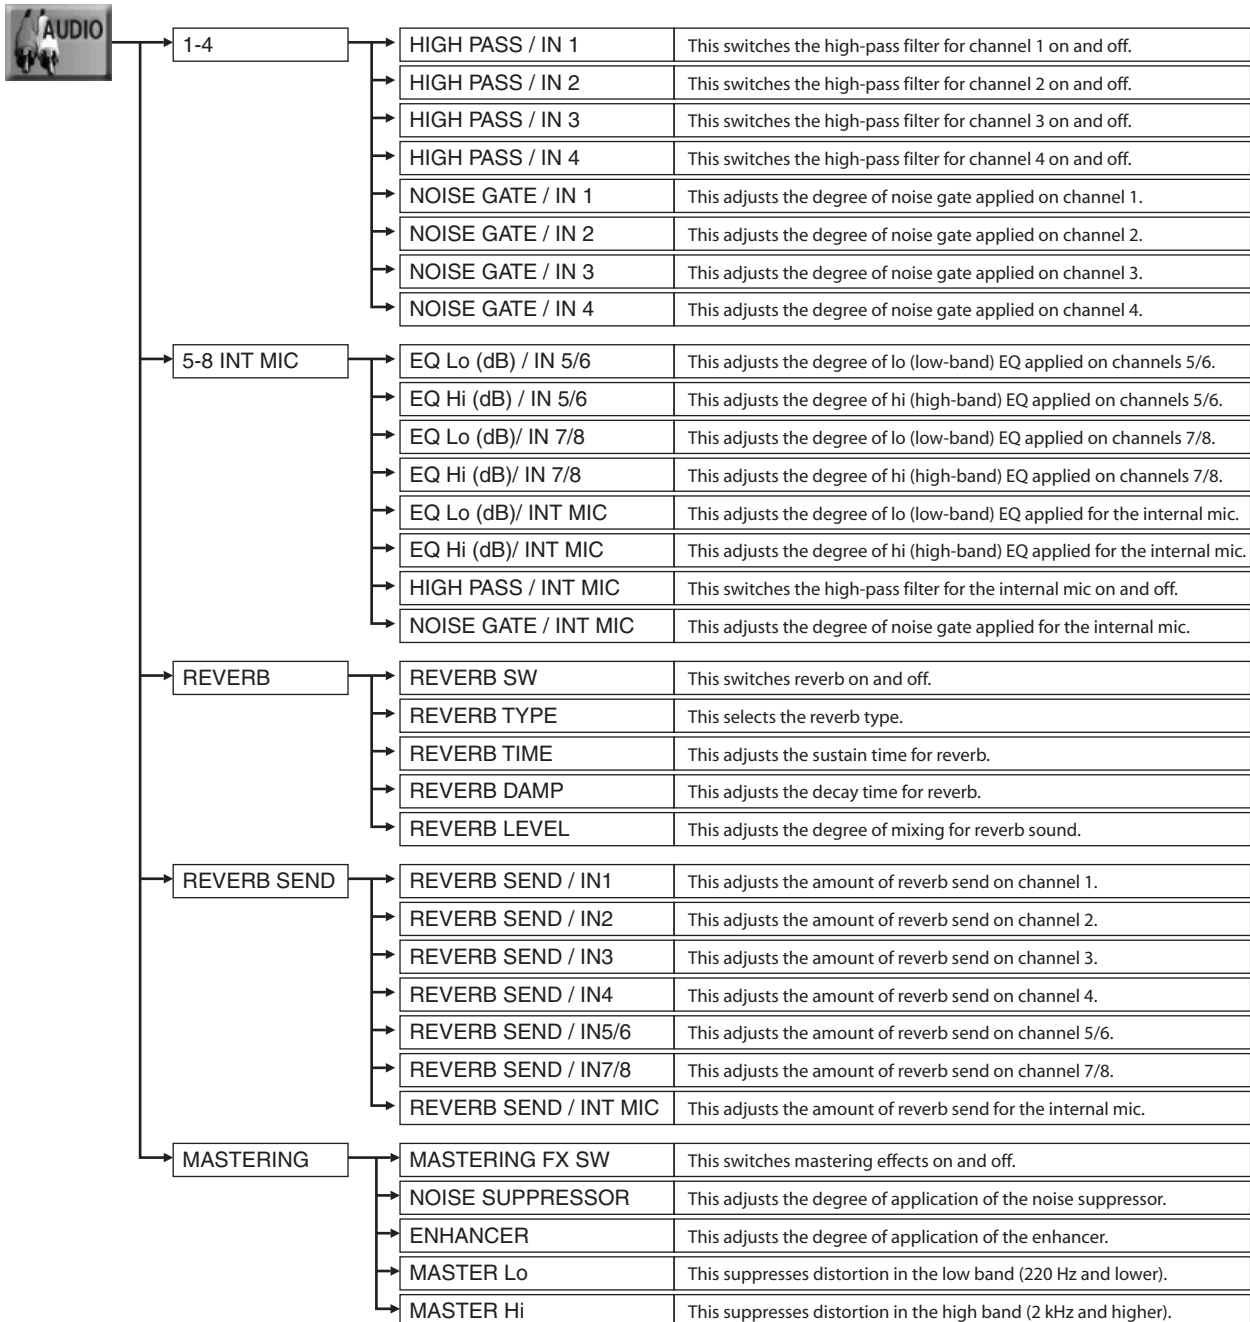 AUDIO
1-4
HIGH PASS / IN 1 This switches the high-pass filter for channel 1 on and off.
HIGH PASS / IN 2 This switches the high-pass filter for channel 2 on and off.
HIGH PASS / IN 3 This switches the high-pass filter for channel 3 on and off.
HIGH PASS / IN 4 This switches the high-pass filter for channel 4 on and off.
NOISE GATE / IN 1 This adjusts the degree of noise gate applied on channel 1.
NOISE GATE / IN 2 This adjusts the degree of noise gate applied on channel 2.
NOISE GATE / IN 3 This adjusts the degree of noise gate applied on channel 3.
NOISE GATE / IN 4 This adjusts the degree of noise gate applied on channel 4.
5-8 INT MIC
EQ Lo (dB) / IN 5/6 This adjusts the degree of lo (low-band) EQ applied on channels 5/6.
EQ Hi (dB) / IN 5/6 This adjusts the degree of hi (high-band) EQ applied on channels 5/6.
EQ Lo (dB)/ IN 7/8 This adjusts the degree of lo (low-band) EQ applied on channels 7/8.
EQ Hi (dB)/ IN 7/8 This adjusts the degree of hi (high-band) EQ applied on channels 7/8.
EQ Lo (dB)/ INT MIC This adjusts the degree of lo (low-band) EQ applied for the internal mic.
EQ Hi (dB)/ INT MIC This adjusts the degree of hi (high-band) EQ applied for the internal mic.
HIGH PASS / INT MIC This switches the high-pass filter for the internal mic on and off.
NOISE GATE / INT MIC This adjusts the degree of noise gate applied for the internal mic.
REVERB
REVERB SW This switches reverb on and off.
REVERB TYPE This selects the reverb type.
REVERB TIME This adjusts the sustain time for reverb.
REVERB DAMP This adjusts the decay time for reverb.
REVERB LEVEL This adjusts the degree of mixing for reverb sound.
REVERB SEND
REVERB SEND / IN1 This adjusts the amount of reverb send on channel 1.
REVERB SEND / IN2 This adjusts the amount of reverb send on channel 2.
REVERB SEND / IN3 This adjusts the amount of reverb send on channel 3.
REVERB SEND / IN4 This adjusts the amount of reverb send on channel 4.
REVERB SEND / IN5/6 This adjusts the amount of reverb send on channel 5/6.
REVERB SEND / IN7/8 This adjusts the amount of reverb send on channel 7/8.
REVERB SEND / INT MIC This adjusts the amount of reverb send for the internal mic.
MASTERING
MASTERING FX SW This switches mastering effects on and off.
NOISE SUPPRESSOR This adjusts the degree of application of the noise suppressor.
ENHANCER This adjusts the degree of application of the enhancer.
MASTER Lo This suppresses distortion in the low band (220 Hz and lower).
MASTER Hi This suppresses distortion in the high band (2 kHz and higher).